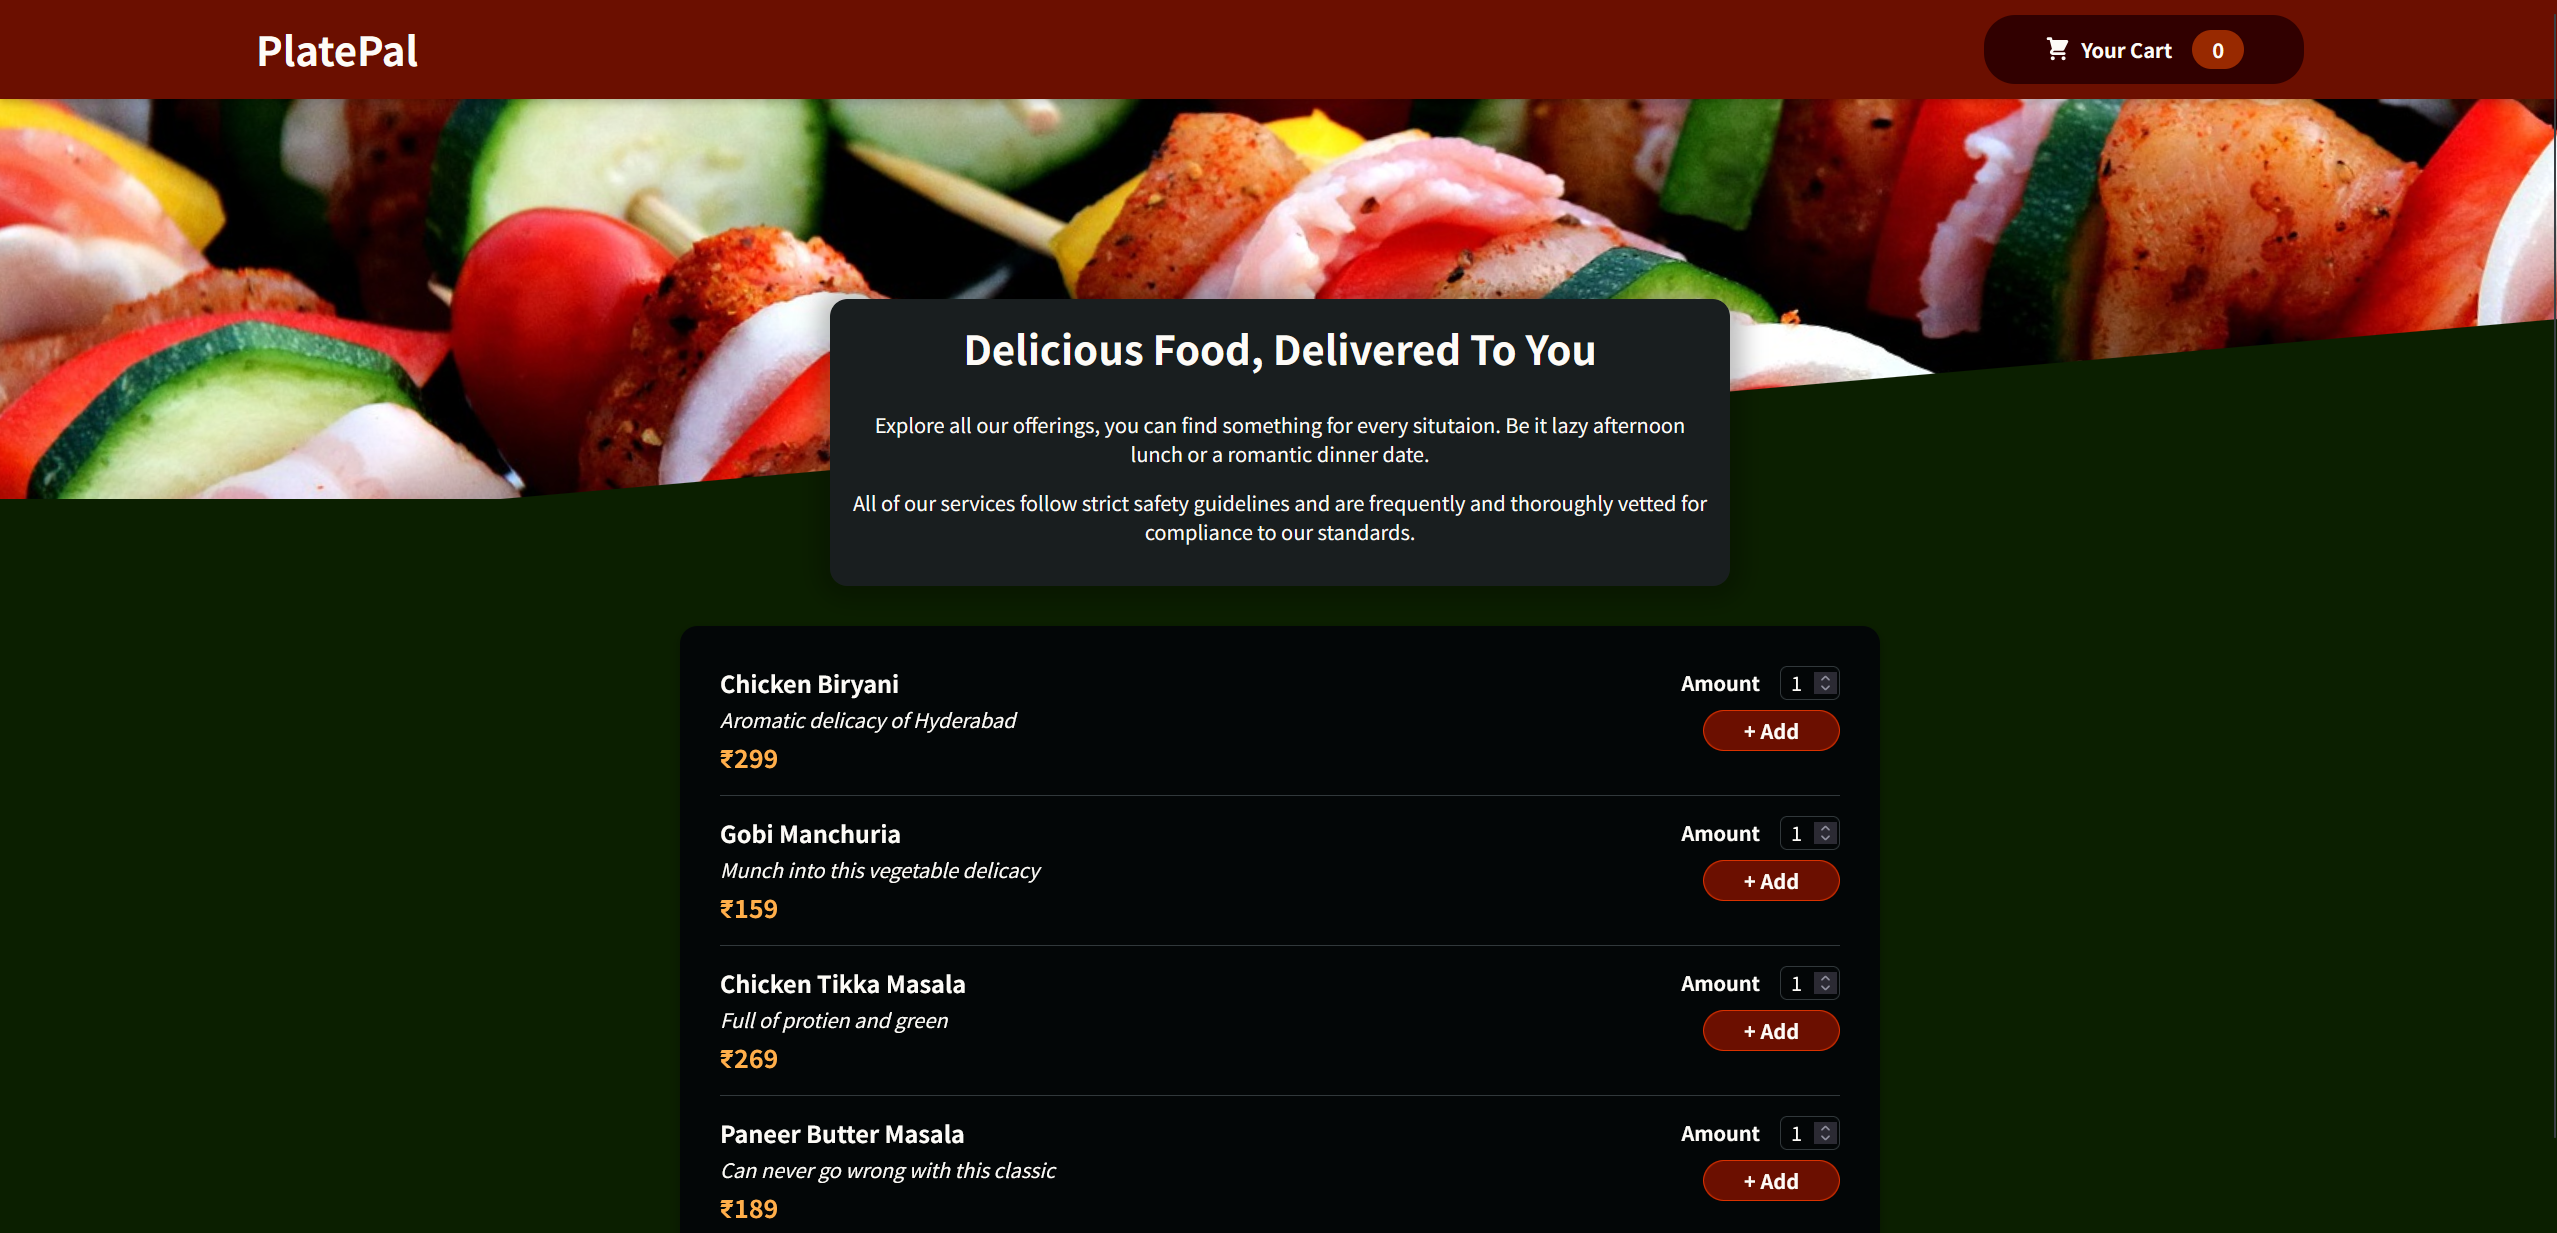 PlatePal
Your Cart 0
Delicious Food, Delivered To You
Explore all our offerings, you can find something for every situtaion. Be it lazy afternoon
lunch or a romantic dinner date.
All of our services follow strict safety guidelines and are frequently and thoroughly vetted for
compliance to our standards.
Chicken Biryani
Amount 1
Aromatic delicacy of Hyderabad
+ Add
₹299
Gobi Manchuria
Amount 1
Munch into this vegetable delicacy
+ Add
₹159
Chicken Tikka Masala
Amount 1
Full of protien and green
+ Add
₹269
Paneer Butter Masala
Amount 1
Can never go wrong with this classic
+ Add
₹189